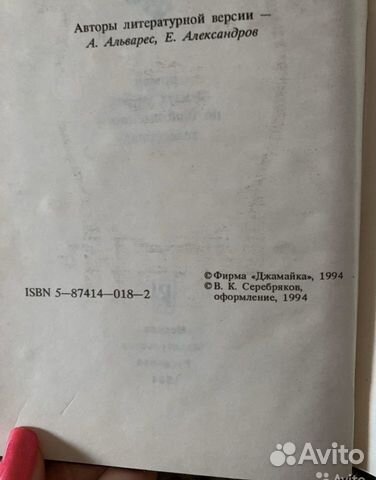 Авторы литературной версии —
А. Альварес, Е. Александров
© Фирма «Джамайка», 1994
ISBN 5—87414—018—2
© В. К. Серебряков,
оформление, 1994
Avito